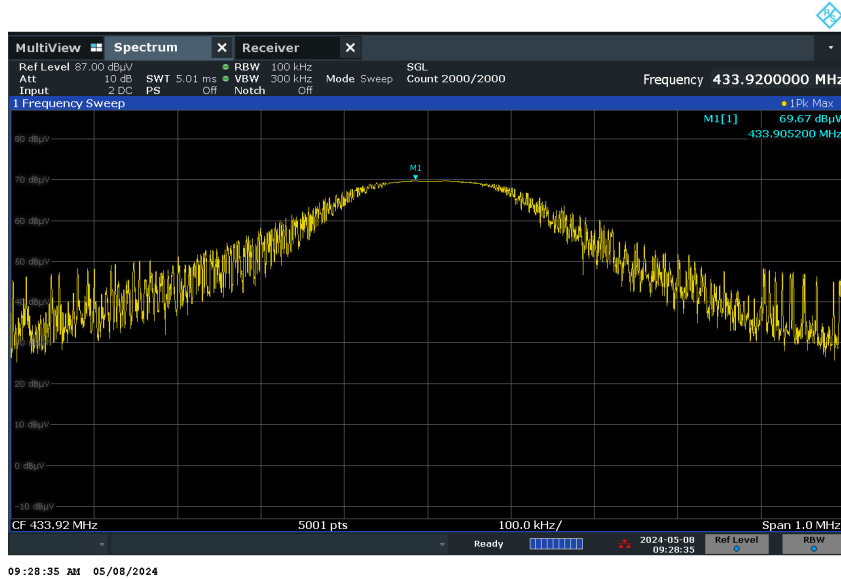 MultiView Spectrum X Receiver X
Ref Level 87.00 dBµV RBW 100 kHz SGL
Att 10 dB SWT 5.01 ms VBW 300 kHz Mode Sweep Count 2000/2000 Frequency 433.9200000 MHz
Input 2 DC PS Off Notch Off
1 Frequency Sweep 1Pk Max
M1[1] 69.67 dBµV
433.905200 MHz
80 dBµV
M1
70 dBµV
60 dBµV
50 dBµV
40 dBµV
30 dBµV
20 dBµV
10 dBµV
0 dBµV
-10 dBµV
CF 433.92 MHz 5001 pts 100.0 kHz/ Span 1.0 MHz
Ready 2024-05-08 Ref Level RBW
09:28:35
09:28:35 AM 05/08/2024